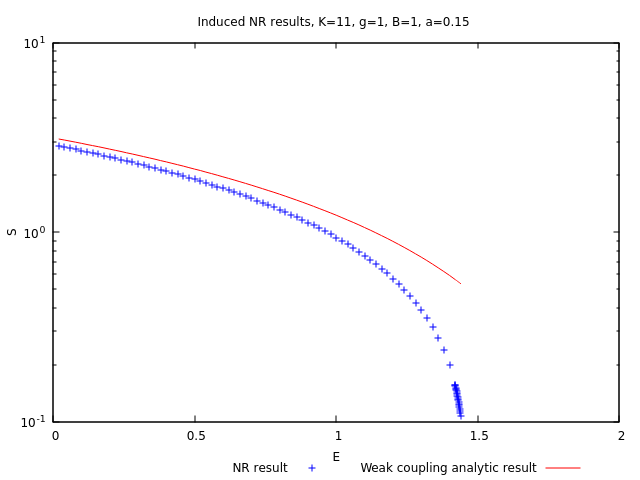 Induced NR results, K=11, g=1, B=1, a=0.15
10^1
10^0
10^-1
S
0 0.5 1 1.5 2
E
NR result Weak coupling analytic result